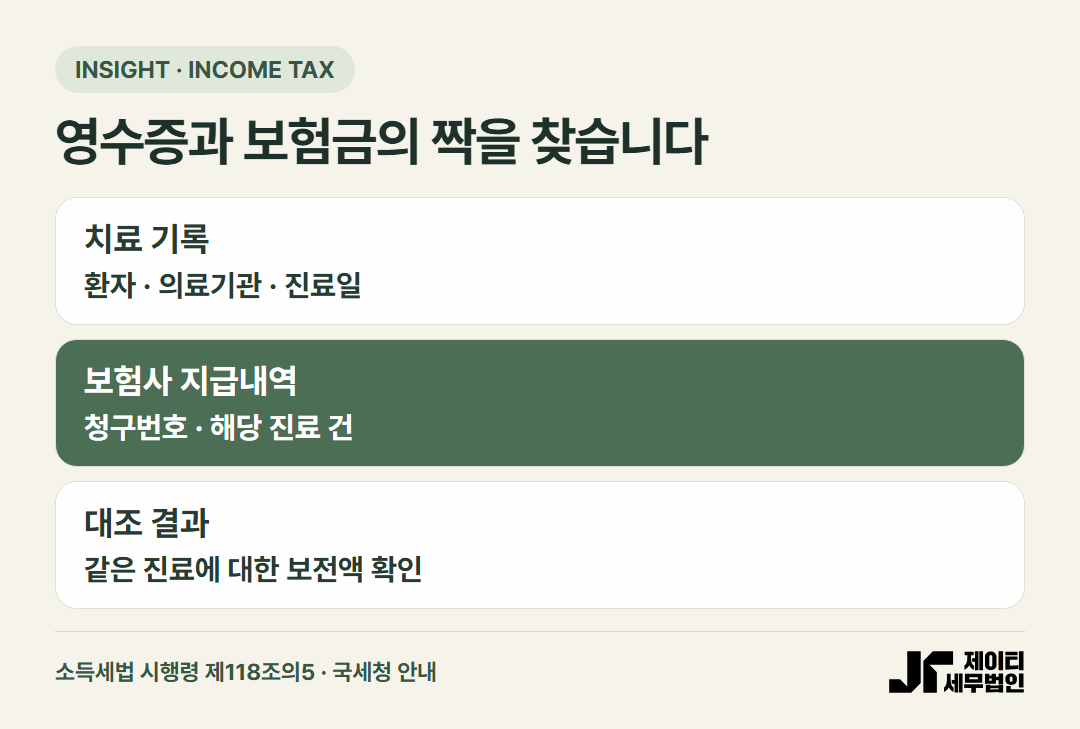 INSIGHT · INCOME TAX
영수증과 보험금의 짝을 찾습니다
치료 기록
환자 · 의료기관 · 진료일
보험사 지급내역
청구번호 · 해당 진료 건
대조 결과
같은 진료에 대한 보전액 확인
소득세법 시행령 제118조의5 · 국세청 안내
제이티
세무법인